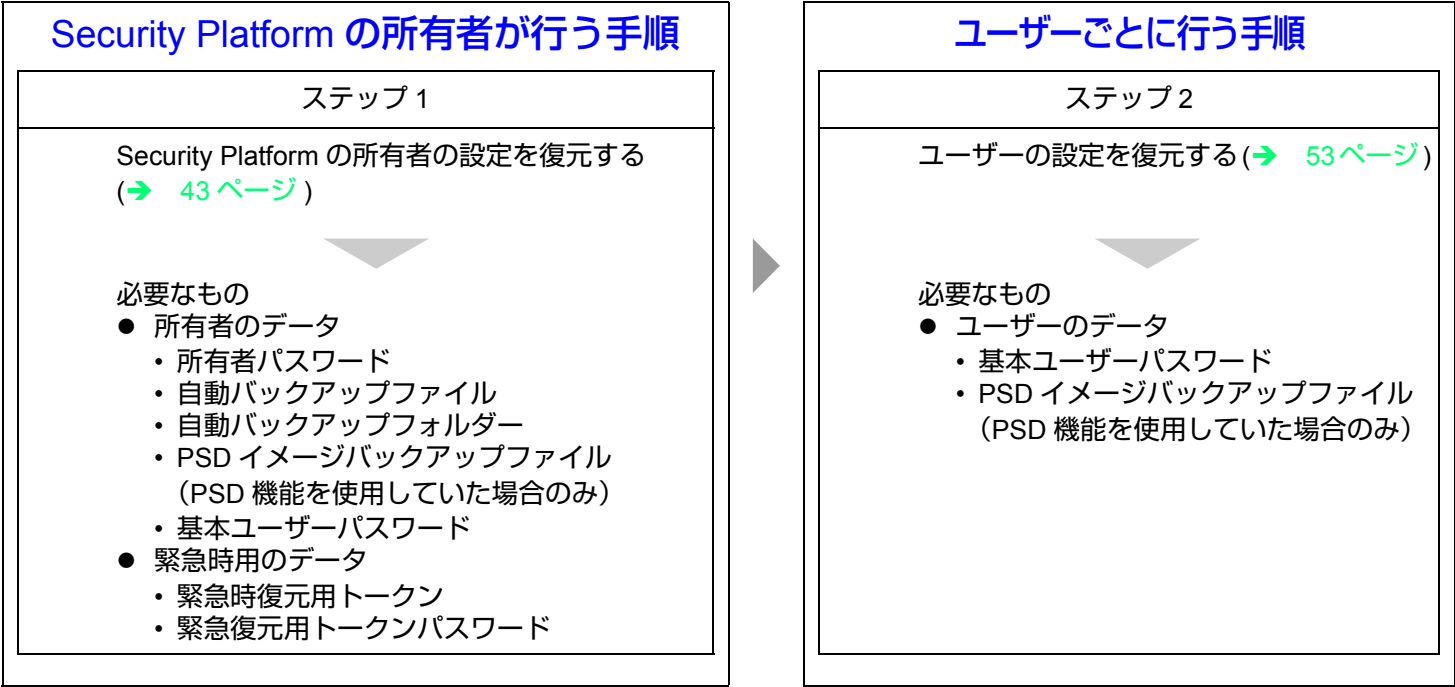 Security Platform の所有者が行う手順
ステップ 1
Security Platform の所有者の設定を復元する
(➔ 43 ページ )
必要なもの
● 所有者のデータ
・所有者パスワード
・自動バックアップファイル
・自動バックアップフォルダー
・PSD イメージバックアップファイル
（PSD 機能を使用していた場合のみ）
・基本ユーザーパスワード
● 緊急時用のデータ
・緊急時復元用トークン
・緊急復元用トークンパスワード
ユーザーごとに行う手順
ステップ 2
ユーザーの設定を復元する (➔ 53 ページ )
必要なもの
● ユーザーのデータ
・基本ユーザーパスワード
・PSD イメージバックアップファイル
（PSD 機能を使用していた場合のみ）